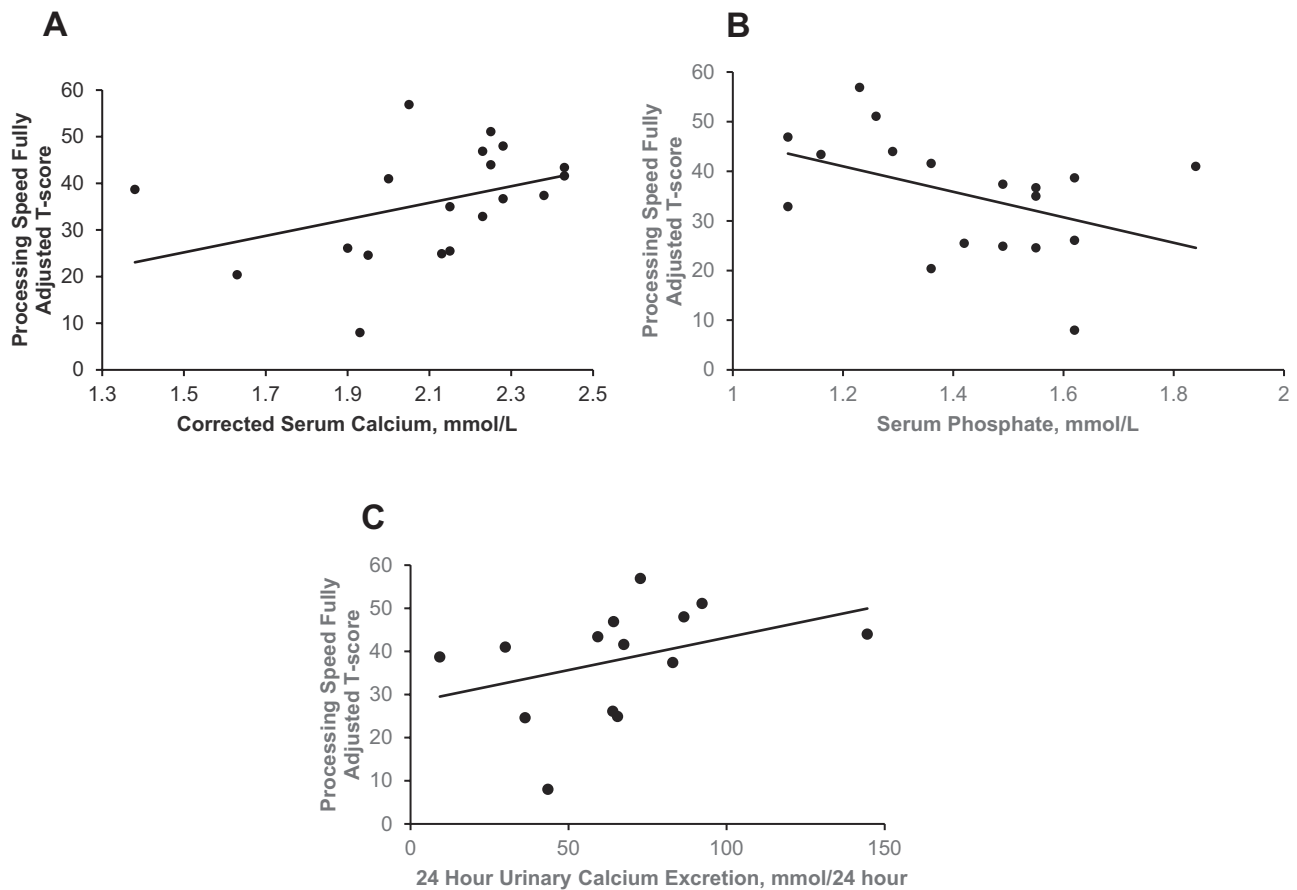 A
B
Processing Speed Fully
Adjusted T-score
60
50
40
30
20
10
0
1.3 1.5 1.7 1.9 2.1 2.3 2.5
Corrected Serum Calcium, mmol/L
Processing Speed Fully
Adjusted T-score
60
50
40
30
20
10
0
1 1.2 1.4 1.6 1.8 2
Serum Phosphate, mmol/L
C
Processing Speed Fully
Adjusted T-score
60
50
40
30
20
10
0
0 50 100 150
24 Hour Urinary Calcium Excretion, mmol/24 hour